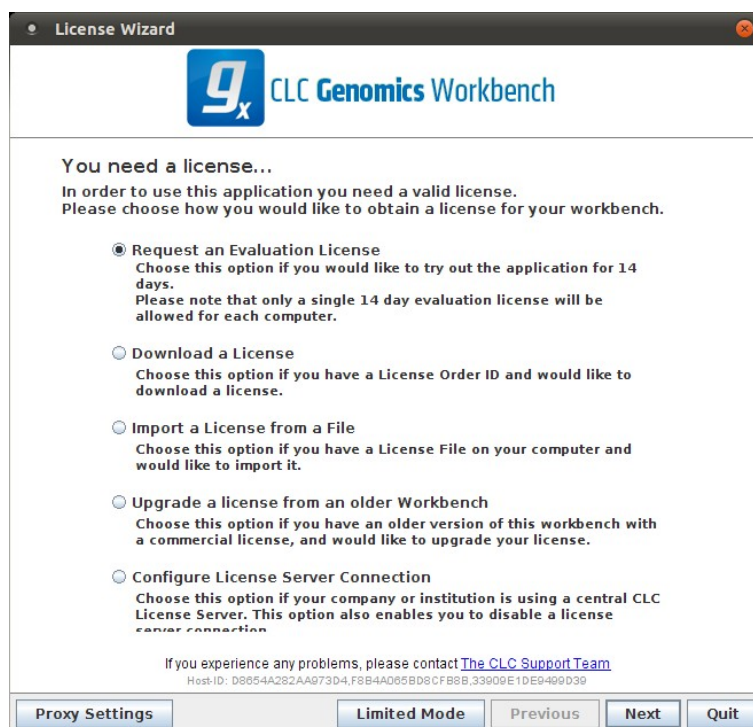 License Wizard
gx CLC Genomics Workbench
You need a license...
In order to use this application you need a valid license.
Please choose how you would like to obtain a license for your workbench.
Request an Evaluation License
Choose this option if you would like to try out the application for 14
days.
Please note that only a single 14 day evaluation license will be
allowed for each computer.
Download a License
Choose this option if you have a License Order ID and would like to
download a license.
Import a License from a File
Choose this option if you have a License File on your computer and
would like to import it.
Upgrade a license from an older Workbench
Choose this option if you have an older version of this workbench with
a commercial license, and would like to upgrade your license.
Configure License Server Connection
Choose this option if your company or institution is using a central CLC
License Server. This option also enables you to disable a license
server connection
If you experience any problems, please contact The CLC Support Team
Host-ID: D8654A282AA973D4,F8B4A065BD8CFB8B,33909E1DE9499D39
Proxy Settings Limited Mode Previous Next Quit